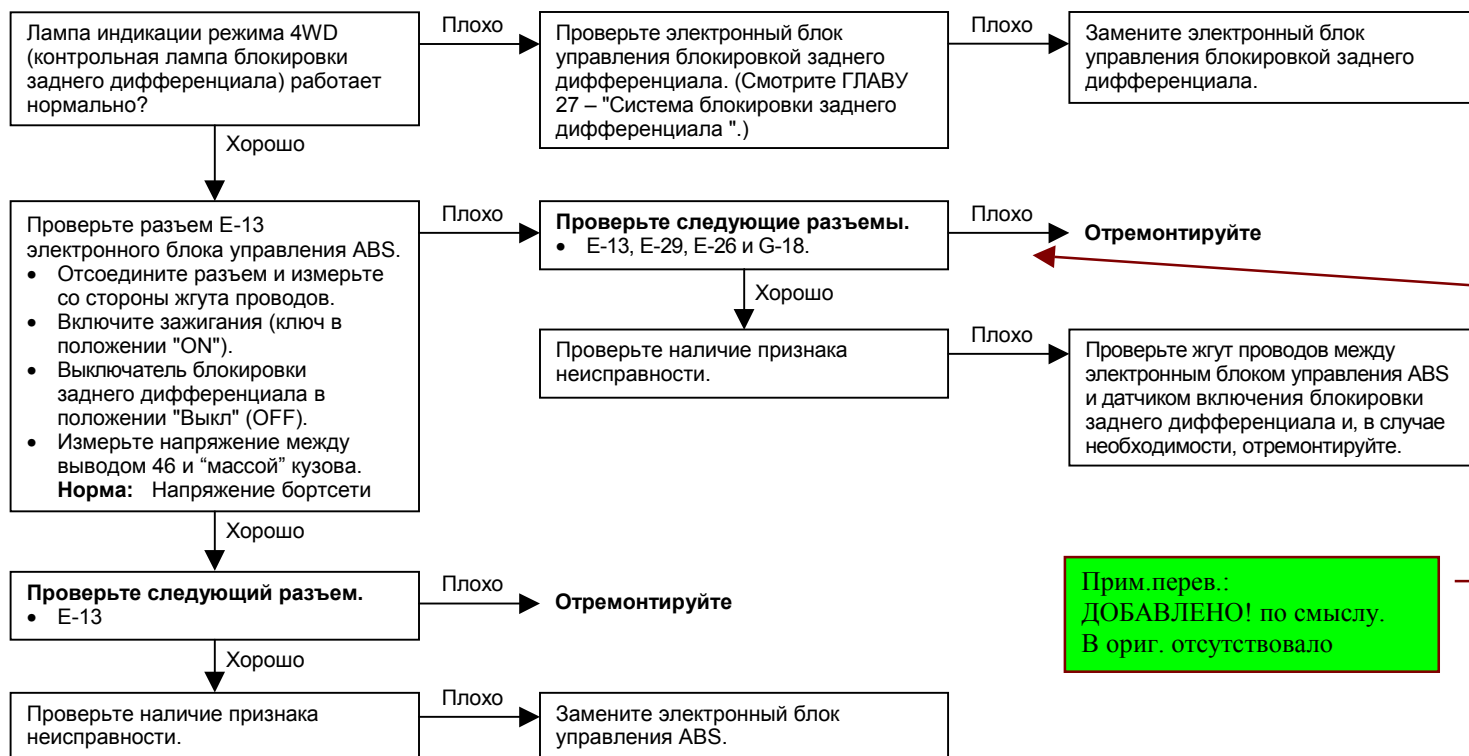 Лампа индикации режима 4WD
(контрольная лампа блокировки
заднего дифференциала) работает
нормально?
Плохо
Проверьте электронный блок
управления блокировкой заднего
дифференциала. (Смотрите ГЛАВУ
27 – "Система блокировки заднего
дифференциала ".)
Плохо
Замените электронный блок
управления блокировкой заднего
дифференциала.
Хорошо
Проверьте разъем E-13
электронного блока управления ABS.
• Отсоедините разъем и измерьте
со стороны жгута проводов.
• Включите зажигания (ключ в
положении "ON").
• Выключатель блокировки
заднего дифференциала в
положении "Выкл" (OFF).
• Измерьте напряжение между
выводом 46 и “массой” кузова.
Норма: Напряжение бортсети
Плохо
Проверьте следующие разъемы.
• E-13, E-29, E-26 и G-18.
Плохо
Отремонтируйте
Хорошо
Проверьте наличие признака
неисправности.
Плохо
Проверьте жгут проводов между
электронным блоком управления ABS
и датчиком включения блокировки
заднего дифференциала и, в случае
необходимости, отремонтируйте.
Хорошо
Проверьте следующий разъем.
• E-13
Плохо
Отремонтируйте
Прим.перев.:
ДОБАВЛЕНО! по смыслу.
В ориг. отсутствовало
Хорошо
Проверьте наличие признака
неисправности.
Плохо
Замените электронный блок
управления ABS.